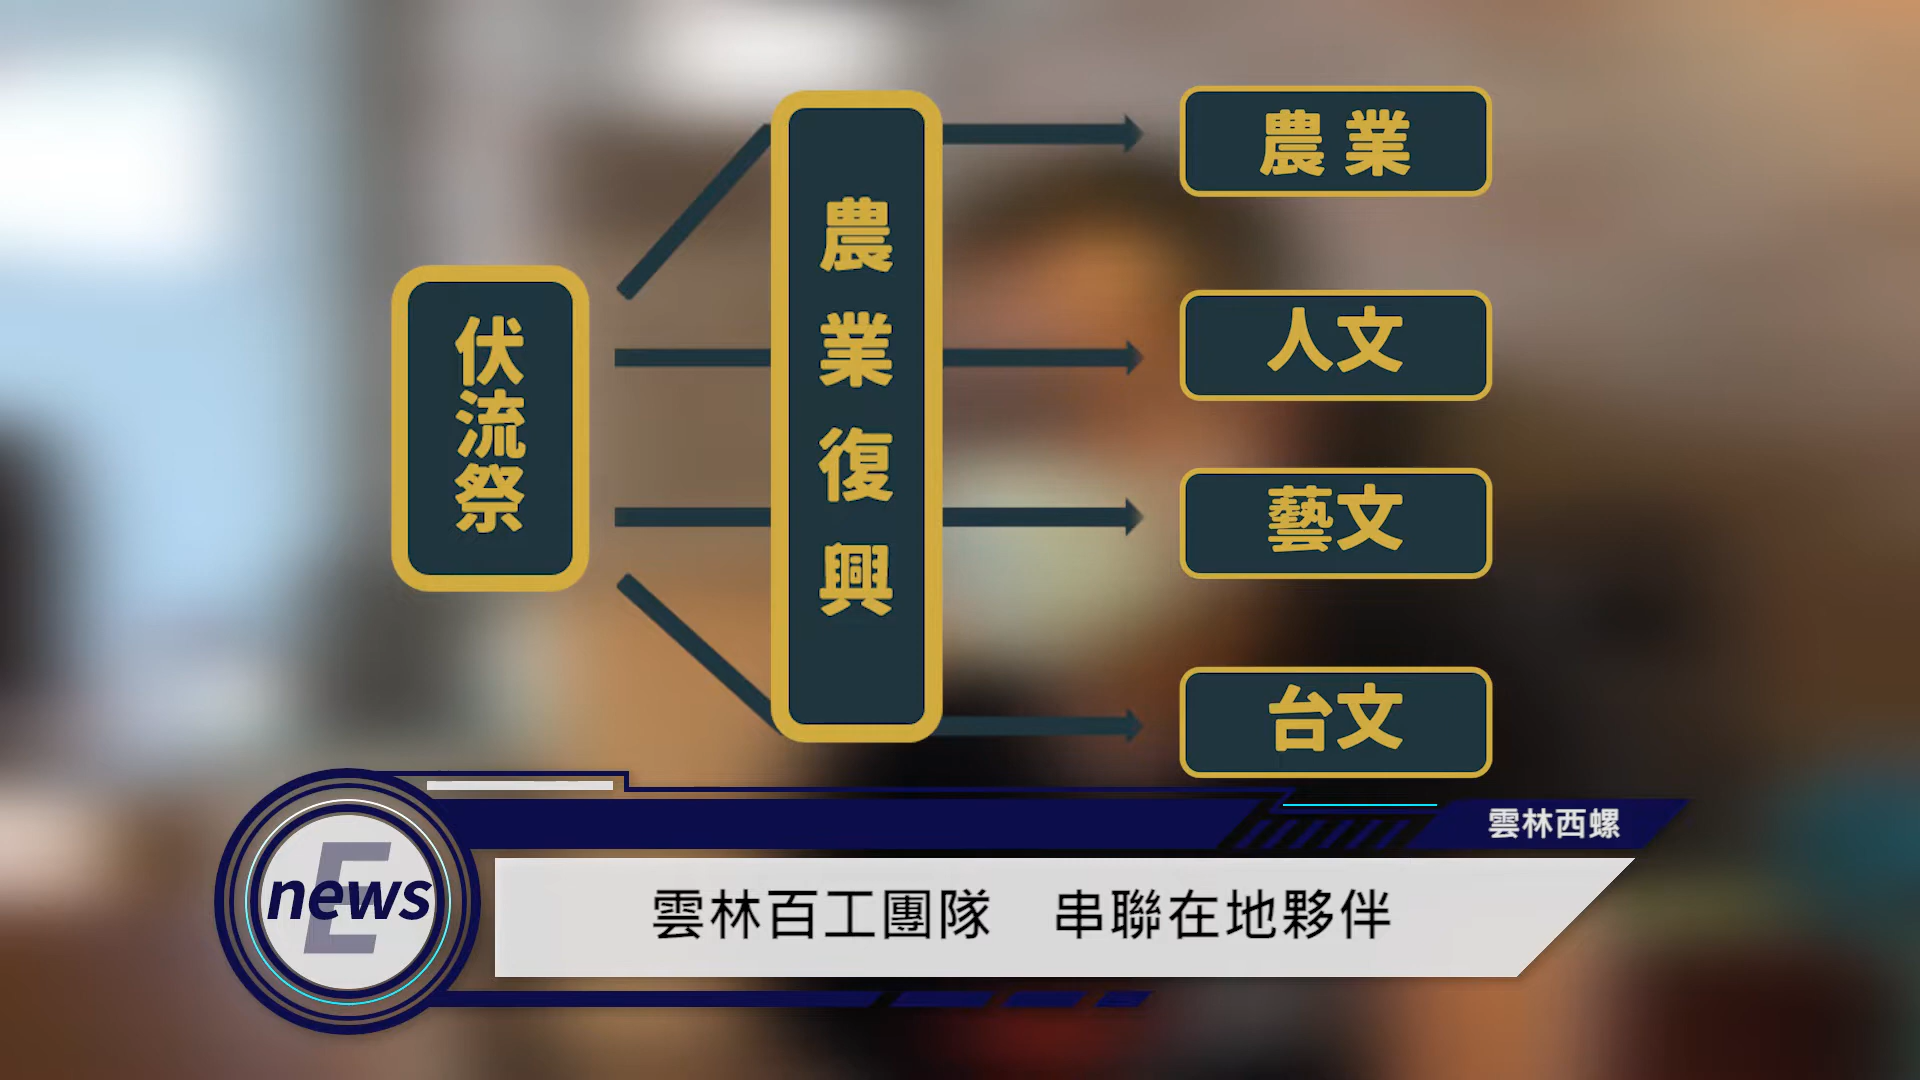 伏流祭
農業復興
農業
人文
藝文
台文
雲林西螺
E
news
雲林百工團隊　串聯在地夥伴